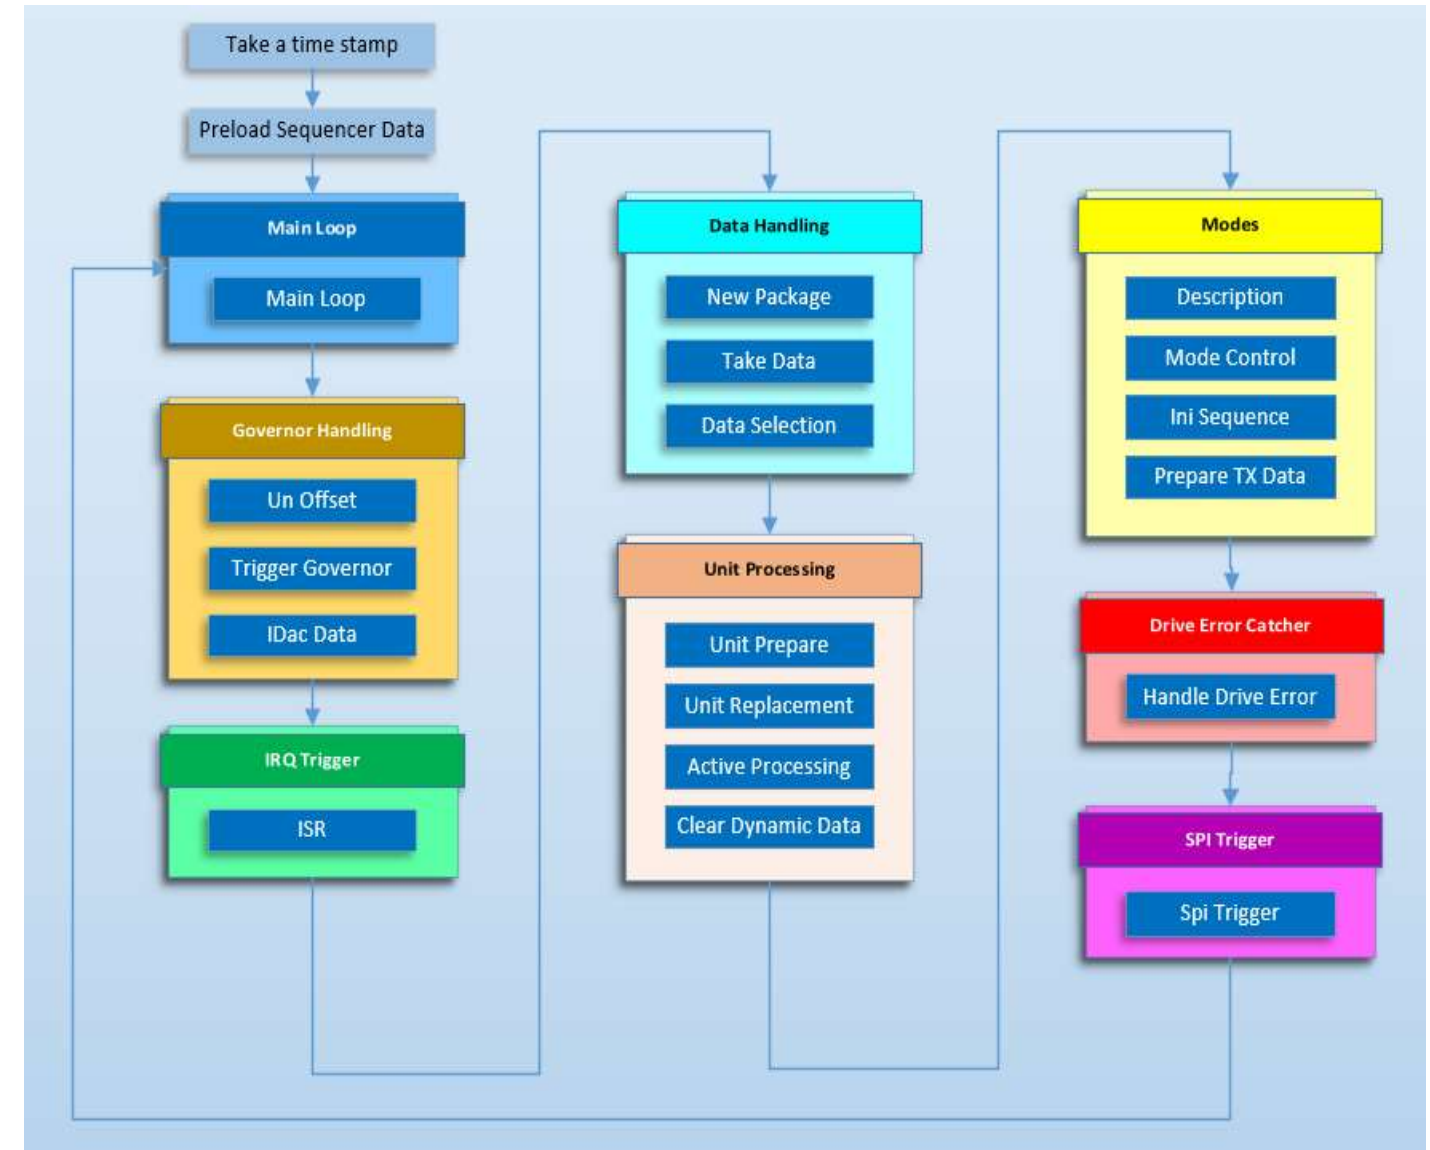 Take a time stamp
Preload Sequencer Data
Main Loop
Main Loop
Governor Handling
Un Offset
Trigger Governor
IDac Data
IRQ Trigger
ISR
Data Handling
New Package
Take Data
Data Selection
Unit Processing
Unit Prepare
Unit Replacement
Active Processing
Clear Dynamic Data
Modes
Description
Mode Control
Ini Sequence
Prepare TX Data
Drive Error Catcher
Handle Drive Error
SPI Trigger
Spi Trigger